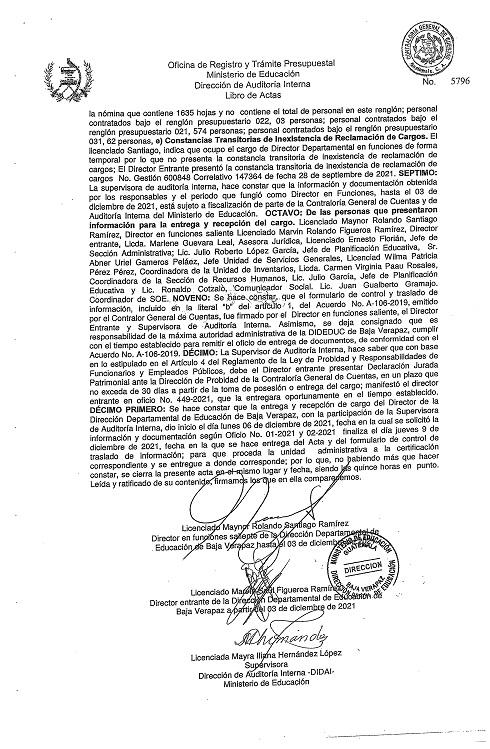 Oficina de Registro y Trámite Presupuestal
Ministerio de Educación
Dirección de Auditoría Interna
Libro de Actas
CONTRALORÍA GENERAL DE CUENTAS
Guatemala, C. A.
No. 5796
la nómina que contiene 1635 hojas y no contiene el total de personal en este renglón; personal
contratados bajo el renglón presupuestario 022, 03 personas; personal contratados bajo el
renglón presupuestario 021, 574 personas; personal contratados bajo el renglón presupuestario
031, 62 personas, e) Constancias Transitorias de Inexistencia de Reclamación de Cargos. El
licenciado Santiago, indica que ocupe el cargo de Director Departamental en funciones de forma
temporal por lo que no presenta la constancia transitoria de inexistencia de reclamación de
cargos; El Director Entrante presentó la constancia transitoria de inexistencia de reclamación de
cargos No. Gestión 600848 Correlativo 147364 de fecha 28 de septiembre de 2021. SEPTIMO:
La supervisora de auditoría interna, hace constar que la información y documentación obtenida
por los responsables y el periodo que fungió como Director en Funciones, hasta el 03 de
diciembre de 2021, está sujeto a fiscalización de parte de la Contraloría General de Cuentas y de
Auditoría Interna del Ministerio de Educación. OCTAVO: De las personas que presentaron
información para la entrega y recepción del cargo. Licenciado Maynor Rolando Santiago
Ramírez, Director en funciones saliente Licenciado Marvin Rolando Figueroa Ramírez, Director
entrante, Licda. Marlene Guevara Leal, Asesora Jurídica, Licenciado Ernesto Florián, Jefe de
Sección Administrativa; Lic. Julio Roberto López García, Jefe de Planificación Educativa, Sr.
Abner Uriel Gameros Peláez, Jefe Unidad de Servicios Generales, Licenciad Wilma Patricia
Pérez Pérez, Coordinadora de la Unidad de Inventarios, Licda. Carmen Virginia Paau Rosales,
Coordinadora de la Sección de Recursos Humanos, Lic. Julio García, Jefe de Planificación
Educativa y Lic. Ronaldo Cotzalo, Comunicador Social. Lic. Juan Gualberto Gramajo.
Coordinador de SOE. NOVENO: Se hace constar, que el formulario de control y traslado de
información, incluido en la literal "b" del artículo 1, del Acuerdo No. A-106-2019, emitido
por el Contralor General de Cuentas, fue firmado por el Director en funciones saliente, el Director
Entrante y Supervisora de Auditoría Interna. Asimismo, se deja consignado que es
responsabilidad de la máxima autoridad administrativa de la DIDEDUC de Baja Verapaz, cumplir
con el tiempo establecido para remitir el oficio de entrega de documentos, de conformidad con el
Acuerdo No. A-106-2019. DÉCIMO: La Supervisor de Auditoría Interna, hace saber que con base
en lo estipulado en el Artículo 4 del Reglamento de la Ley de Probidad y Responsabilidades de
Funcionarios y Empleados Públicos, debe el Director entrante presentar Declaración Jurada
Patrimonial ante la Dirección de Probidad de la Contraloría General de Cuentas, en un plazo que
no exceda de 30 días a partir de la toma de posesión o entrega del cargo; manifestó el director
entrante en oficio No. 449-2021, que la entregara oportunamente en el tiempo establecido.
DÉCIMO PRIMERO: Se hace constar que la entrega y recepción de cargo del Director de la
Dirección Departamental de Educación de Baja Verapaz, con la participación de la Supervisora
de Auditoría Interna, dio inicio el día lunes 06 de diciembre de 2021, fecha en la cual se solicitó la
información y documentación según Oficio No. 01-2021 y 02-2021 finaliza el día jueves 9 de
diciembre de 2021, fecha en la que se hace entrega del Acta y del formulario de control de
traslado de información; para que proceda la unidad administrativa a la certificación
correspondiente y se entregue a donde corresponde; por lo que, no habiendo más que hacer
constar, se cierra la presente acta en el mismo lugar y fecha, siendo las quince horas en punto.
Leída y ratificado de su contenido, firmamos los que en ella comparecemos.
Licenciado Maynor Rolando Santiago Ramírez
Director en funciones saliente de la Dirección Departamental de
Educación de Baja Verapaz hasta el 03 de diciembre
MINISTERIO DE EDUCACIÓN
GUATEMALA
DIRECCION
BAJA VERAPAZ
Licenciado Figueroa Ramírez
Director entrante de la Dirección Departamental de Educación de
Baja Verapaz a partir del 03 de diciembre de 2021
Hernández
Licenciada Mayra Iliana Hernández López
Supervisora
Dirección de Auditoría Interna -DIDAI-
Ministerio de Educación